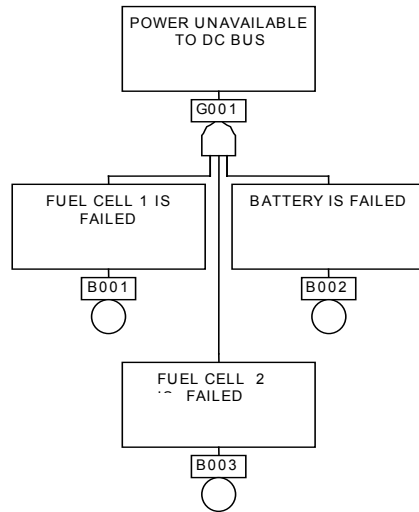 POWER UNAVAILABLE
TO DC BUS
G001
FUEL CELL 1 IS
FAILED
B001
BATTERY IS FAILED
B002
FUEL CELL 2
FAILED
B003